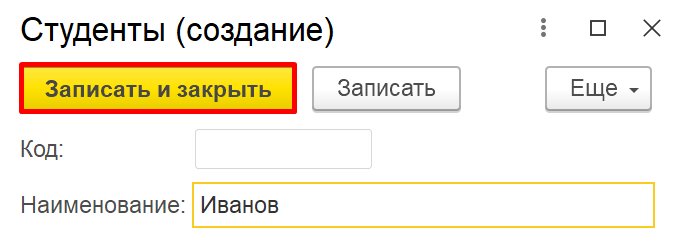 Студенты (создание)
Записать и закрыть Записать Еще
Код:
Наименование: Иванов